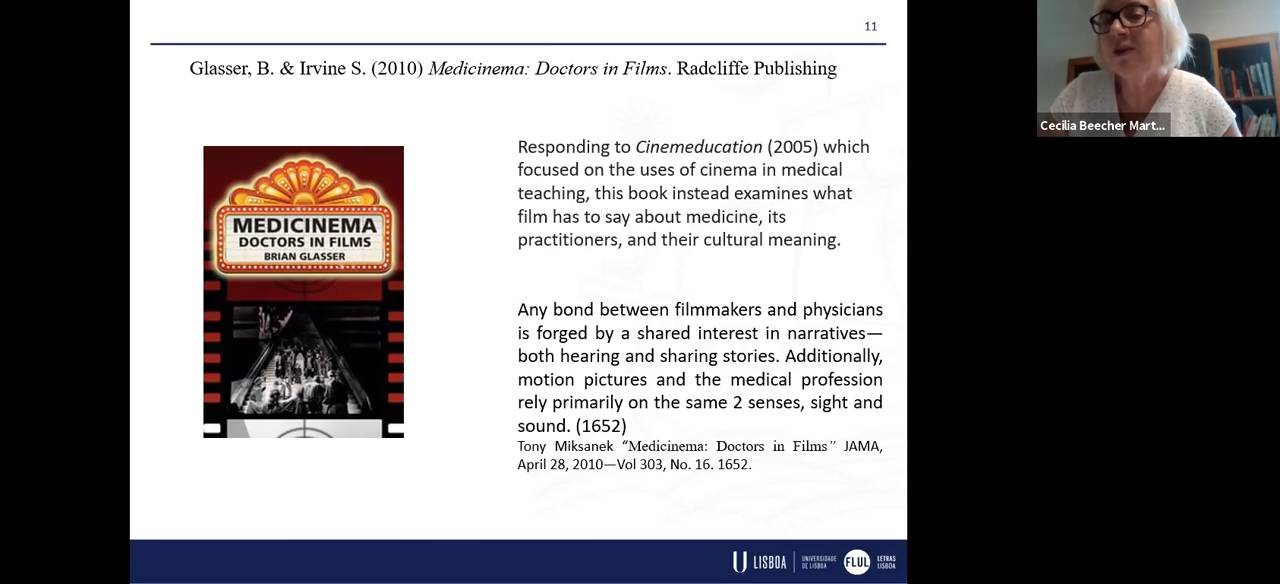 11
Glasser, B. & Irvine S. (2010) Medicinema: Doctors in Films. Radcliffe Publishing
MEDICINEMA
DOCTORS IN FILMS
BRIAN GLASSER
Responding to Cinemeducation (2005) which
focused on the uses of cinema in medical
teaching, this book instead examines what
film has to say about medicine, its
practitioners, and their cultural meaning.
Any bond between filmmakers and physicians
is forged by a shared interest in narratives—
both hearing and sharing stories. Additionally,
motion pictures and the medical profession
rely primarily on the same 2 senses, sight and
sound. (1652)
Tony Miksanek “Medicinema: Doctors in Films” JAMA,
April 28, 2010—Vol 303, No. 16. 1652.
U LISBOA
UNIVERSIDADE
DE LISBOA
FLUL
LETRAS
LISBOA
Cecilia Beecher Mart...